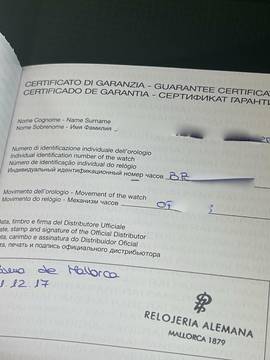 CERTIFICATO DI GARANZIA - GUARANTEE CERTIFICA
CERTIFICADO DE GARANTIA - СЕРТИФИКАТ ГАРАНТИ
Nome Cognome - Name Surname
Nome Sobrenome - Имя Фамилия
Numero di identificazione individuale dell'orologio
Individual identification number of the watch
Número de identificação individual do relógio
Индивидуальный идентификационный номер часов BR
Movimento dell'orologio - Movement of the watch
Movimento do relógio - Механизм часов
ata, timbro e firma del Distributore Ufficiale
ate, stamp and signature of the Official Distributor
ata, carimbo e assinatura do Distribuidor Oficial
ата, печать и подпись официального дистрибьютора
de Mallorca
12.17
RELOJERIA ALEMANA
MALLORCA 1879